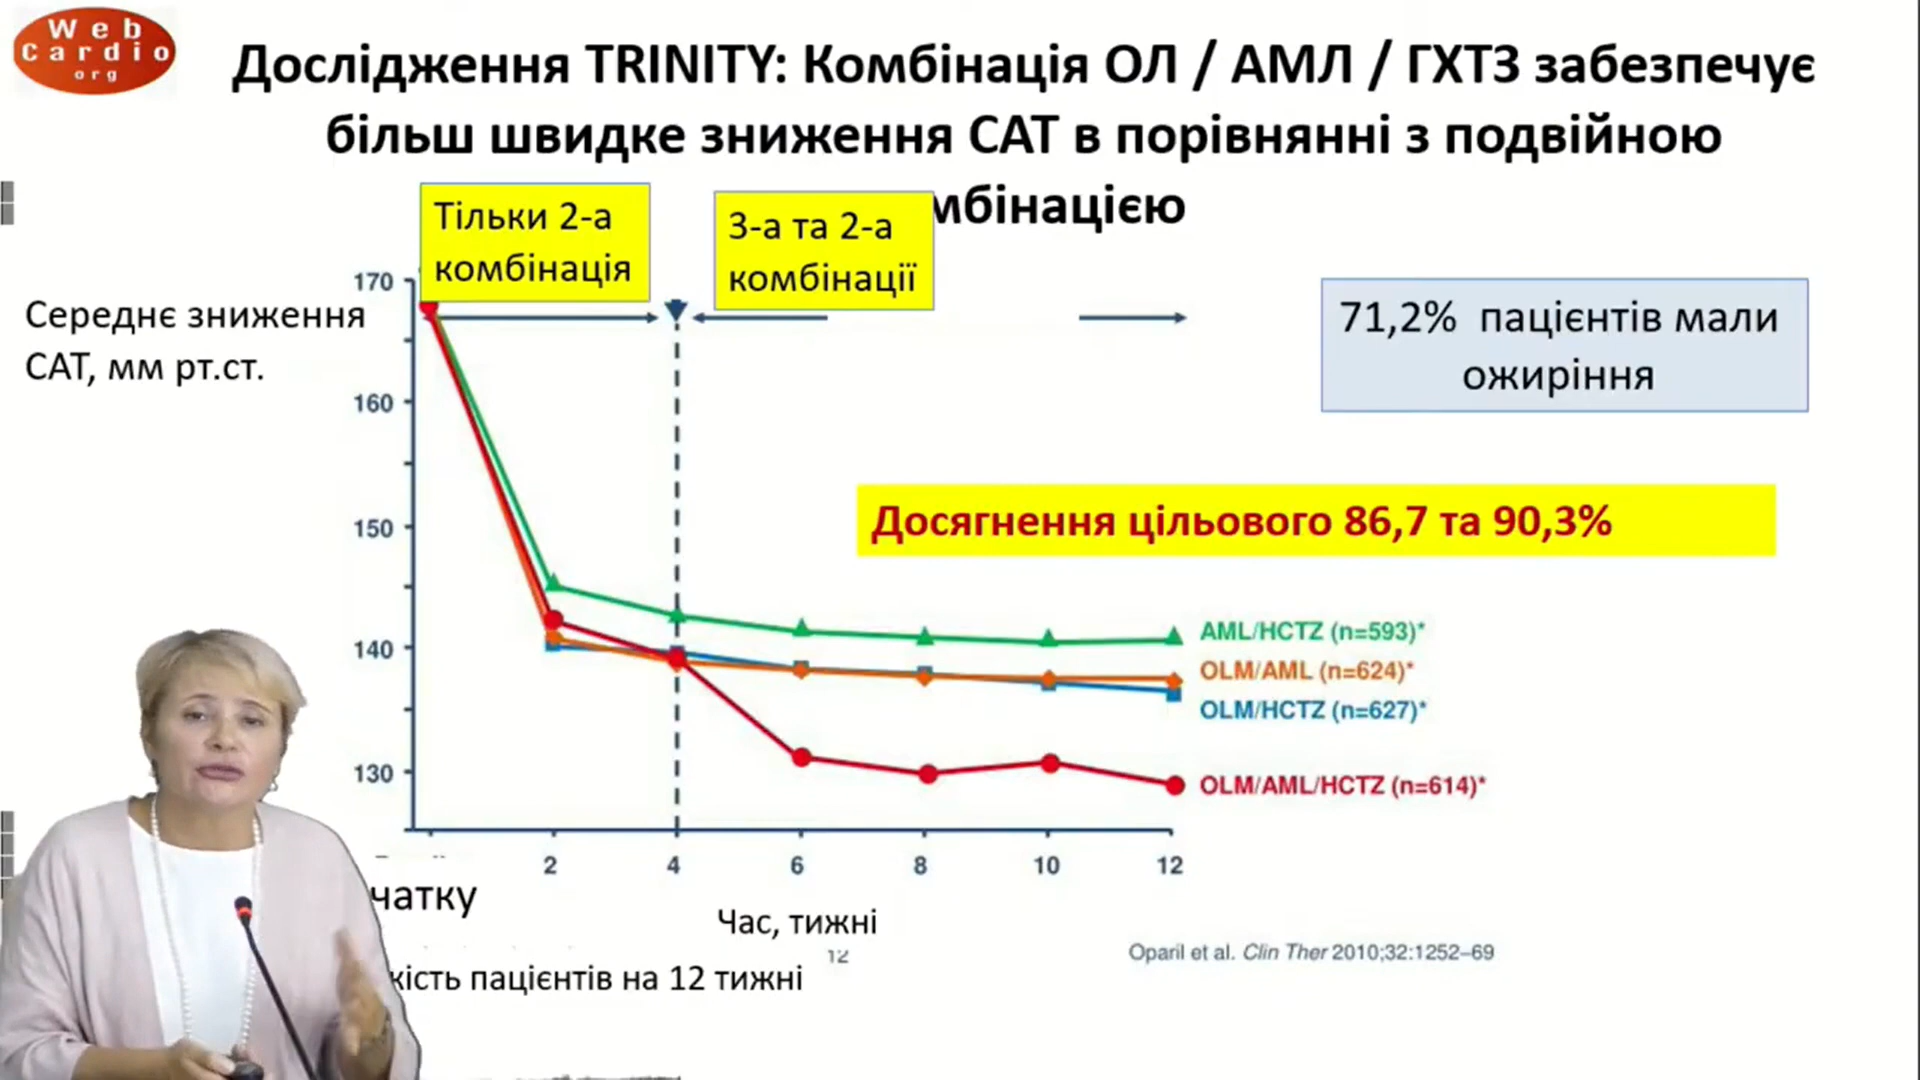 Web
Cardio
org
Дослідження TRINITY: Комбінація ОЛ / АМЛ / ГХТЗ забезпечує
більш швидке зниження САТ в порівнянні з подвійною
мбінацією
Тільки 2-а
комбінація
3-а та 2-а
комбінації
Середнє зниження
САТ, мм рт.ст.
71,2% пацієнтів мали
ожиріння
Досягнення цільового 86,7 та 90,3%
170
160
150
140
130
AML/HCTZ (n=593)*
OLM/AML (n=624)*
OLM/HCTZ (n=627)*
OLM/AML/HCTZ (n=614)*
2 4 6 8 10 12
чатку
Час, тижні
12
кість пацієнтів на 12 тижні
Oparil et al. Clin Ther 2010;32:1252–69